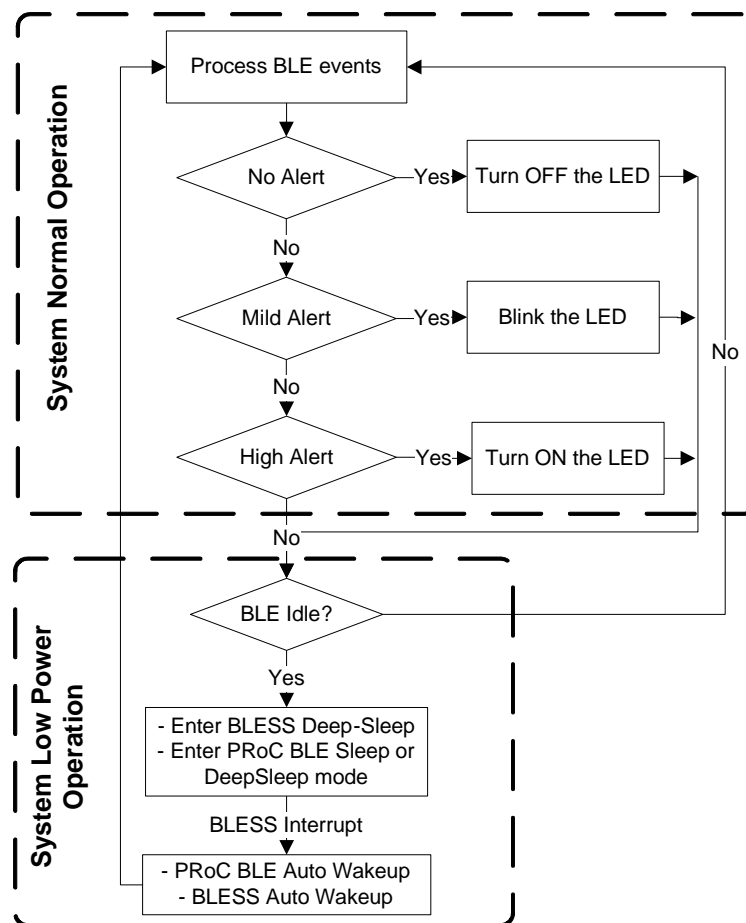 System Normal Operation
Process BLE events
No Alert
Yes
Turn OFF the LED
No
Mild Alert
Yes
Blink the LED
No
No
High Alert
Yes
Turn ON the LED
No
System Low Power
Operation
BLE Idle?
Yes
- Enter BLESS Deep-Sleep
- Enter PRoC BLE Sleep or
DeepSleep mode
BLESS Interrupt
- PRoC BLE Auto Wakeup
- BLESS Auto Wakeup